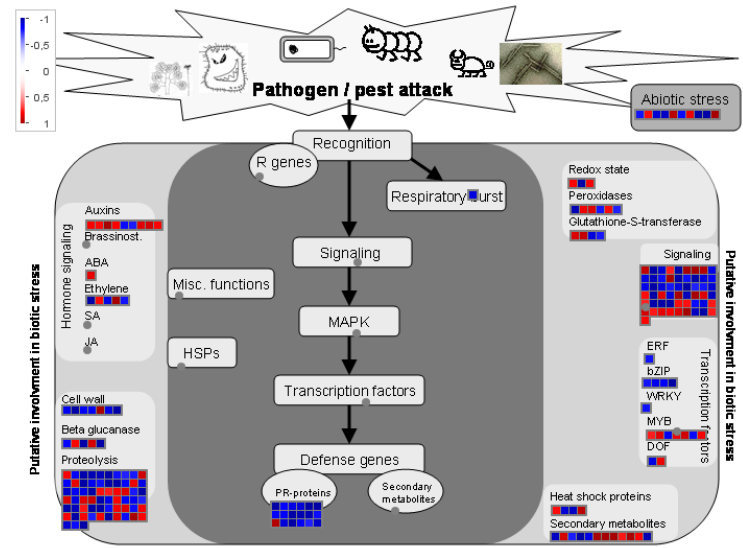 -1
-0,5
0
0,5
1
Pathogen / pest attack
Abiotic stress
Recognition
R genes
Respiratory burst
Signaling
Misc. functions
MAPK
HSPs
Transcription factors
Defense genes
PR-proteins
Secondary
metabolites
Putative involvment in biotic stress
Hormone signaling
Auxins
Brassinost.
ABA
Ethylene
SA
JA
Cell wall
Beta glucanase
Proteolysis
Redox state
Peroxidases
Glutathione-S-transferase
Signaling
Putative involvment in biotic stress
Transcription factors
ERF
bZIP
WRKY
MYB
DOF
Heat shock proteins
Secondary metabolites